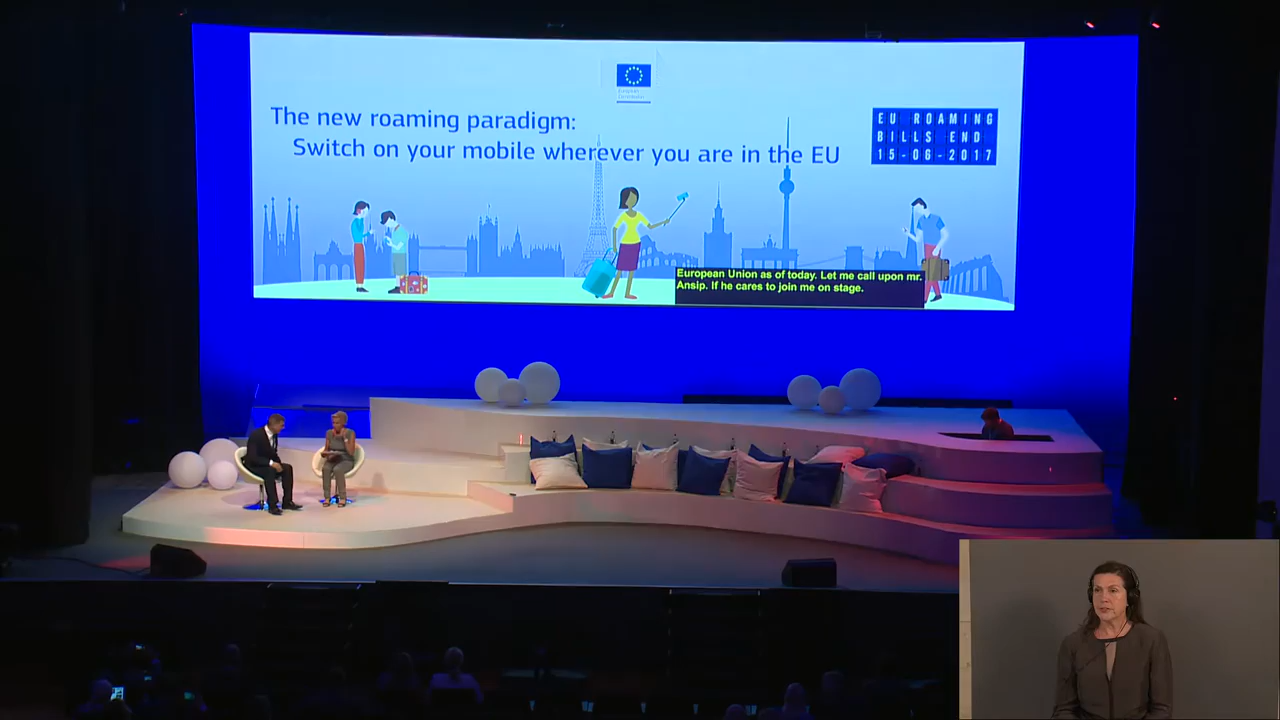 European
Commission
The new roaming paradigm:
Switch on your mobile wherever you are in the EU
EU ROAMING
BILLS END
15-06-2017
European Union as of today. Let me call upon mr.
Ansip. If he cares to join me on stage.